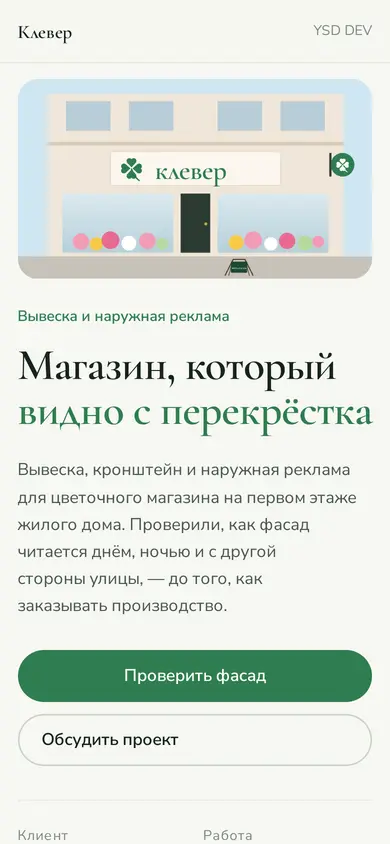 Клевер
YSD DEV
клевер
Вывеска и наружная реклама
Магазин, который
видно с перекрёстка
Вывеска, кронштейн и наружная реклама
для цветочного магазина на первом этаже
жилого дома. Проверили, как фасад
читается днём, ночью и с другой
стороны улицы, — до того, как
заказывать производство.
Проверить фасад
Обсудить проект
Клиент
Работа